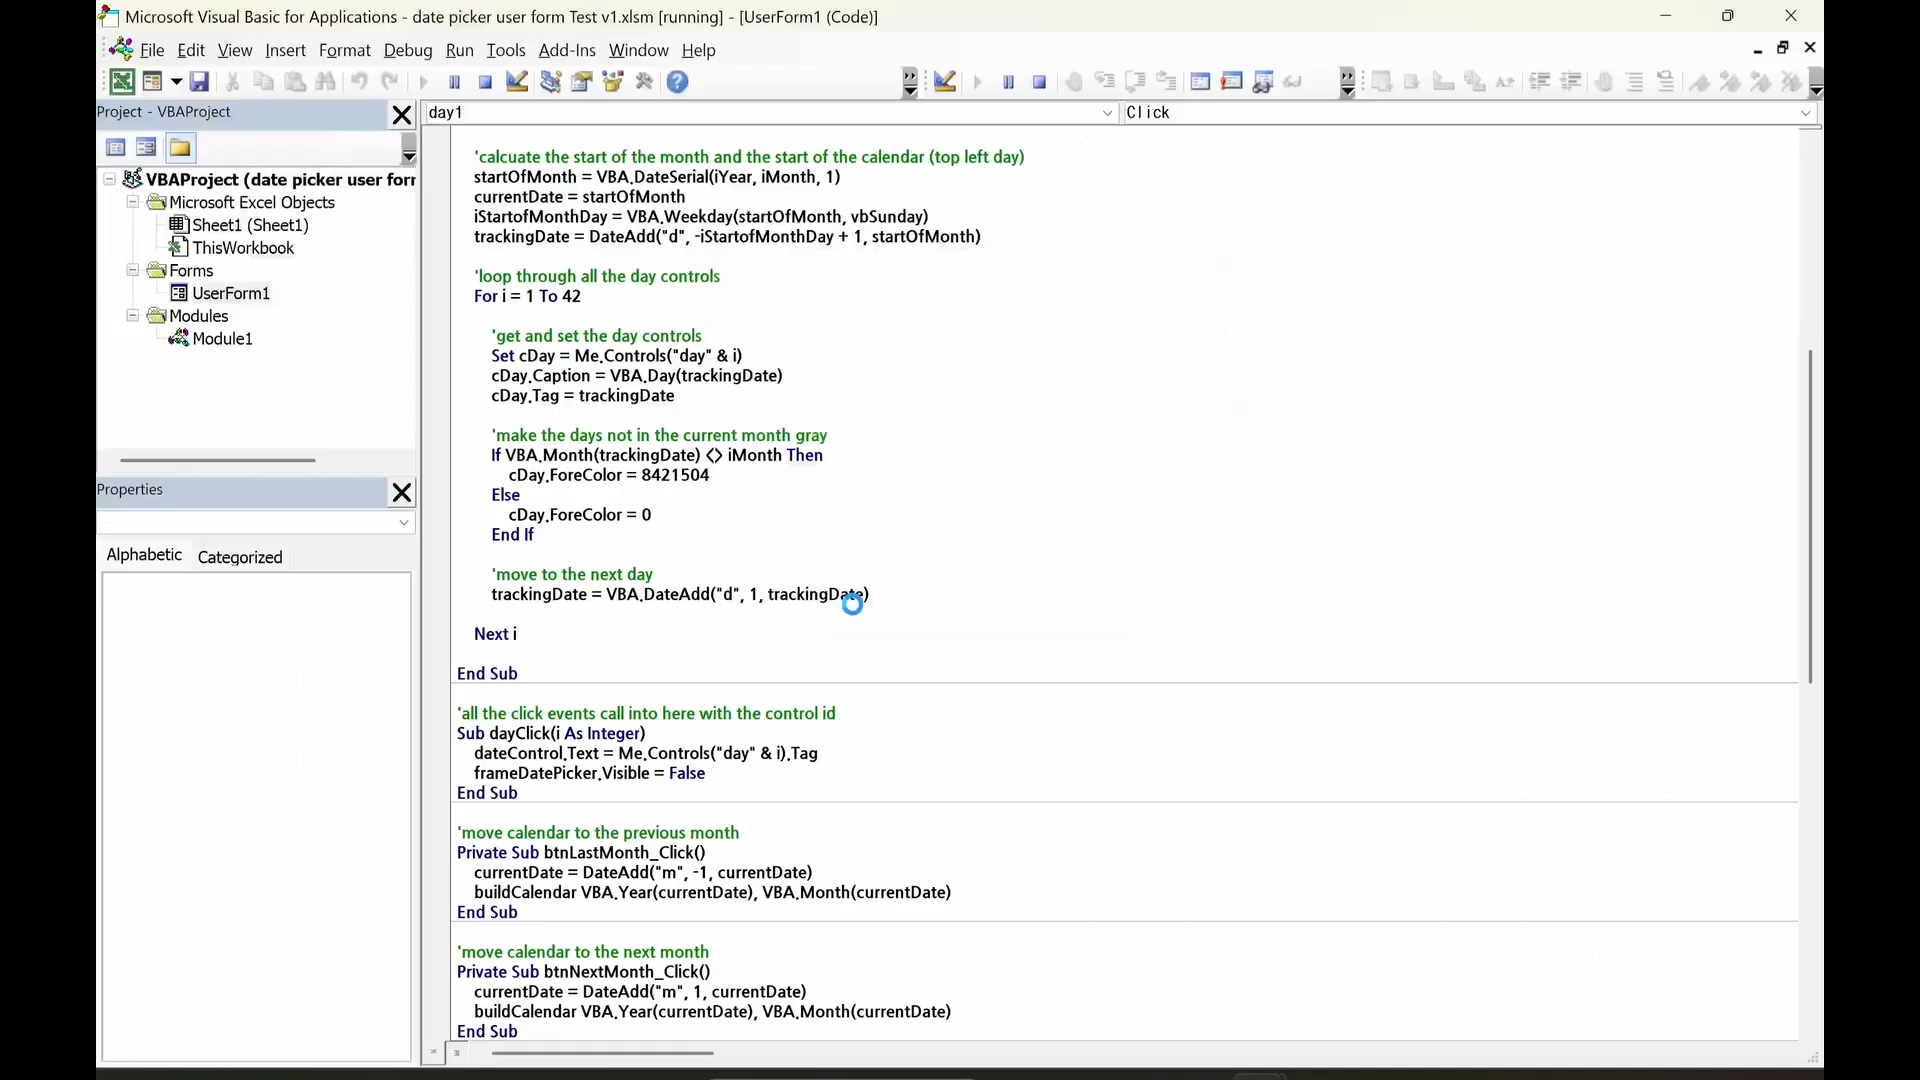 Microsoft Visual Basic for Applications - date picker user form Test v1.xlsm [running] - [UserForm1 (Code)]
File Edit View Insert Format Debug Run Tools Add-Ins Window Help
Project - VBAProject
day1
Click
VBAProject (date picker user for
Microsoft Excel Objects
Sheet1 (Sheet1)
ThisWorkbook
Forms
UserForm1
Modules
Module1
Properties
Alphabetic Categorized
'calcuate the start of the month and the start of the calendar (top left day)
startOfMonth = VBA.DateSerial(iYear, iMonth, 1)
currentDate = startOfMonth
iStartofMonthDay = VBA.Weekday(startOfMonth, vbSunday)
trackingDate = DateAdd("d", -iStartofMonthDay + 1, startOfMonth)
'loop through all the day controls
For i = 1 To 42
'get and set the day controls
Set cDay = Me.Controls("day" & i)
cDay.Caption = VBA.Day(trackingDate)
cDay.Tag = trackingDate
'make the days not in the current month gray
If VBA.Month(trackingDate) <> iMonth Then
cDay.ForeColor = 8421504
Else
cDay.ForeColor = 0
End If
'move to the next day
trackingDate = VBA.DateAdd("d", 1, trackingDate)
Next i
End Sub
'all the click events call into here with the control id
Sub dayClick(i As Integer)
dateControl.Text = Me.Controls("day" & i).Tag
frameDatePicker.Visible = False
End Sub
'move calendar to the previous month
Private Sub btnLastMonth_Click()
currentDate = DateAdd("m", -1, currentDate)
buildCalendar VBA.Year(currentDate), VBA.Month(currentDate)
End Sub
'move calendar to the next month
Private Sub btnNextMonth_Click()
currentDate = DateAdd("m", 1, currentDate)
buildCalendar VBA.Year(currentDate), VBA.Month(currentDate)
End Sub